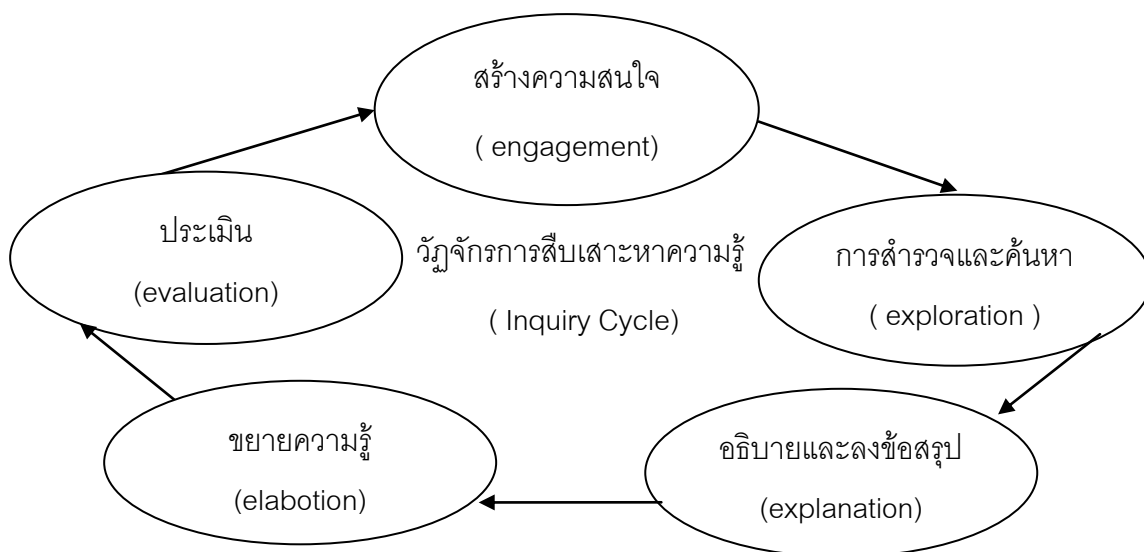 สร้างความสนใจ
( engagement)
การสำรวจและค้นหา
( exploration )
อธิบายและลงข้อสรุป
(explanation)
ขยายความรู้
(elabotion)
ประเมิน
(evaluation)
วัฏจักรการสืบเสาะหาความรู้
( Inquiry Cycle)